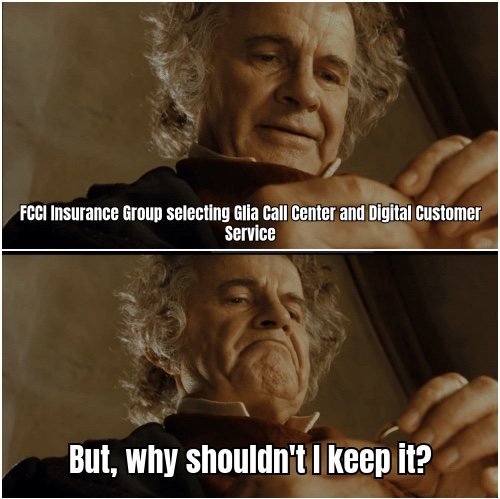 FCCI Insurance Group selecting Glia Call Center and Digital Customer
Service
But, why shouldn't I keep it?